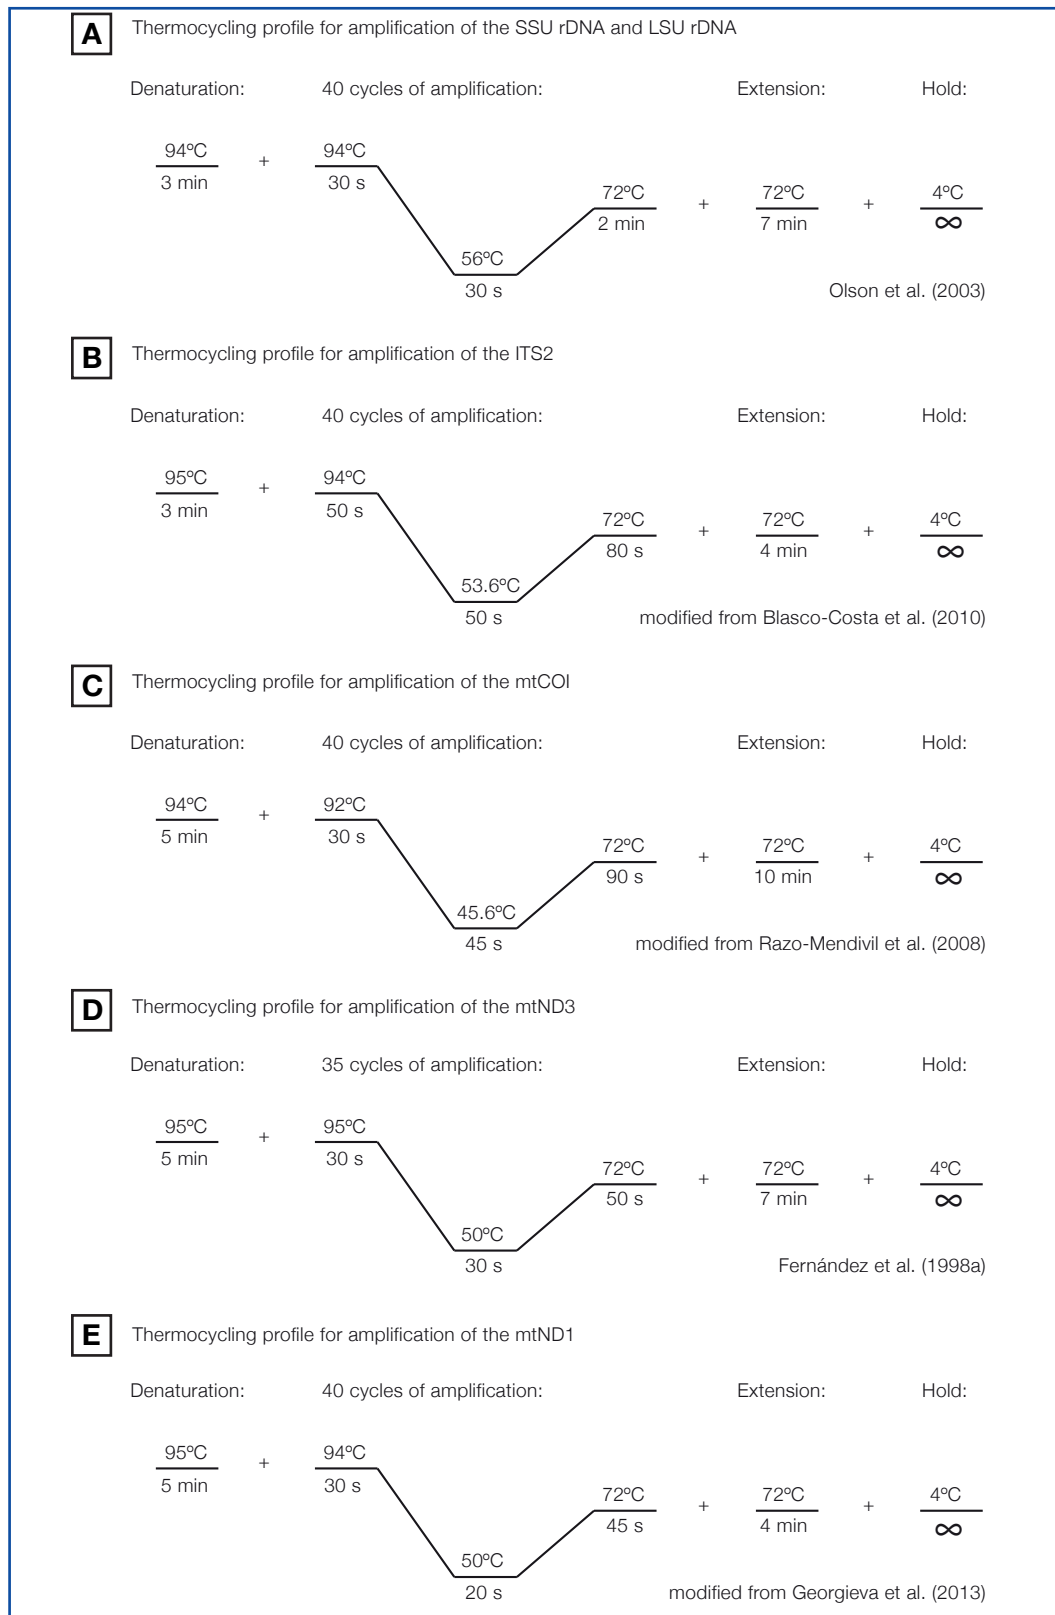 A Thermocycling profile for amplification of the SSU rDNA and LSU rDNA
Denaturation: 40 cycles of amplification: Extension: Hold:
94ºC + 94ºC
3 min 30 s
72ºC + 72ºC + 4ºC
2 min 7 min ∞
56ºC
30 s Olson et al. (2003)
B Thermocycling profile for amplification of the ITS2
Denaturation: 40 cycles of amplification: Extension: Hold:
95ºC + 94ºC
3 min 50 s
72ºC + 72ºC + 4ºC
80 s 4 min ∞
53.6ºC
50 s modified from Blasco-Costa et al. (2010)
C Thermocycling profile for amplification of the mtCOI
Denaturation: 40 cycles of amplification: Extension: Hold:
94ºC + 92ºC
5 min 30 s
72ºC + 72ºC + 4ºC
90 s 10 min ∞
45.6ºC
45 s modified from Razo-Mendivil et al. (2008)
D Thermocycling profile for amplification of the mtND3
Denaturation: 35 cycles of amplification: Extension: Hold:
95ºC + 95ºC
5 min 30 s
72ºC + 72ºC + 4ºC
50 s 7 min ∞
50ºC
30 s Fernández et al. (1998a)
E Thermocycling profile for amplification of the mtND1
Denaturation: 40 cycles of amplification: Extension: Hold:
95ºC + 94ºC
5 min 30 s
72ºC + 72ºC + 4ºC
45 s 4 min ∞
50ºC
20 s modified from Georgieva et al. (2013)